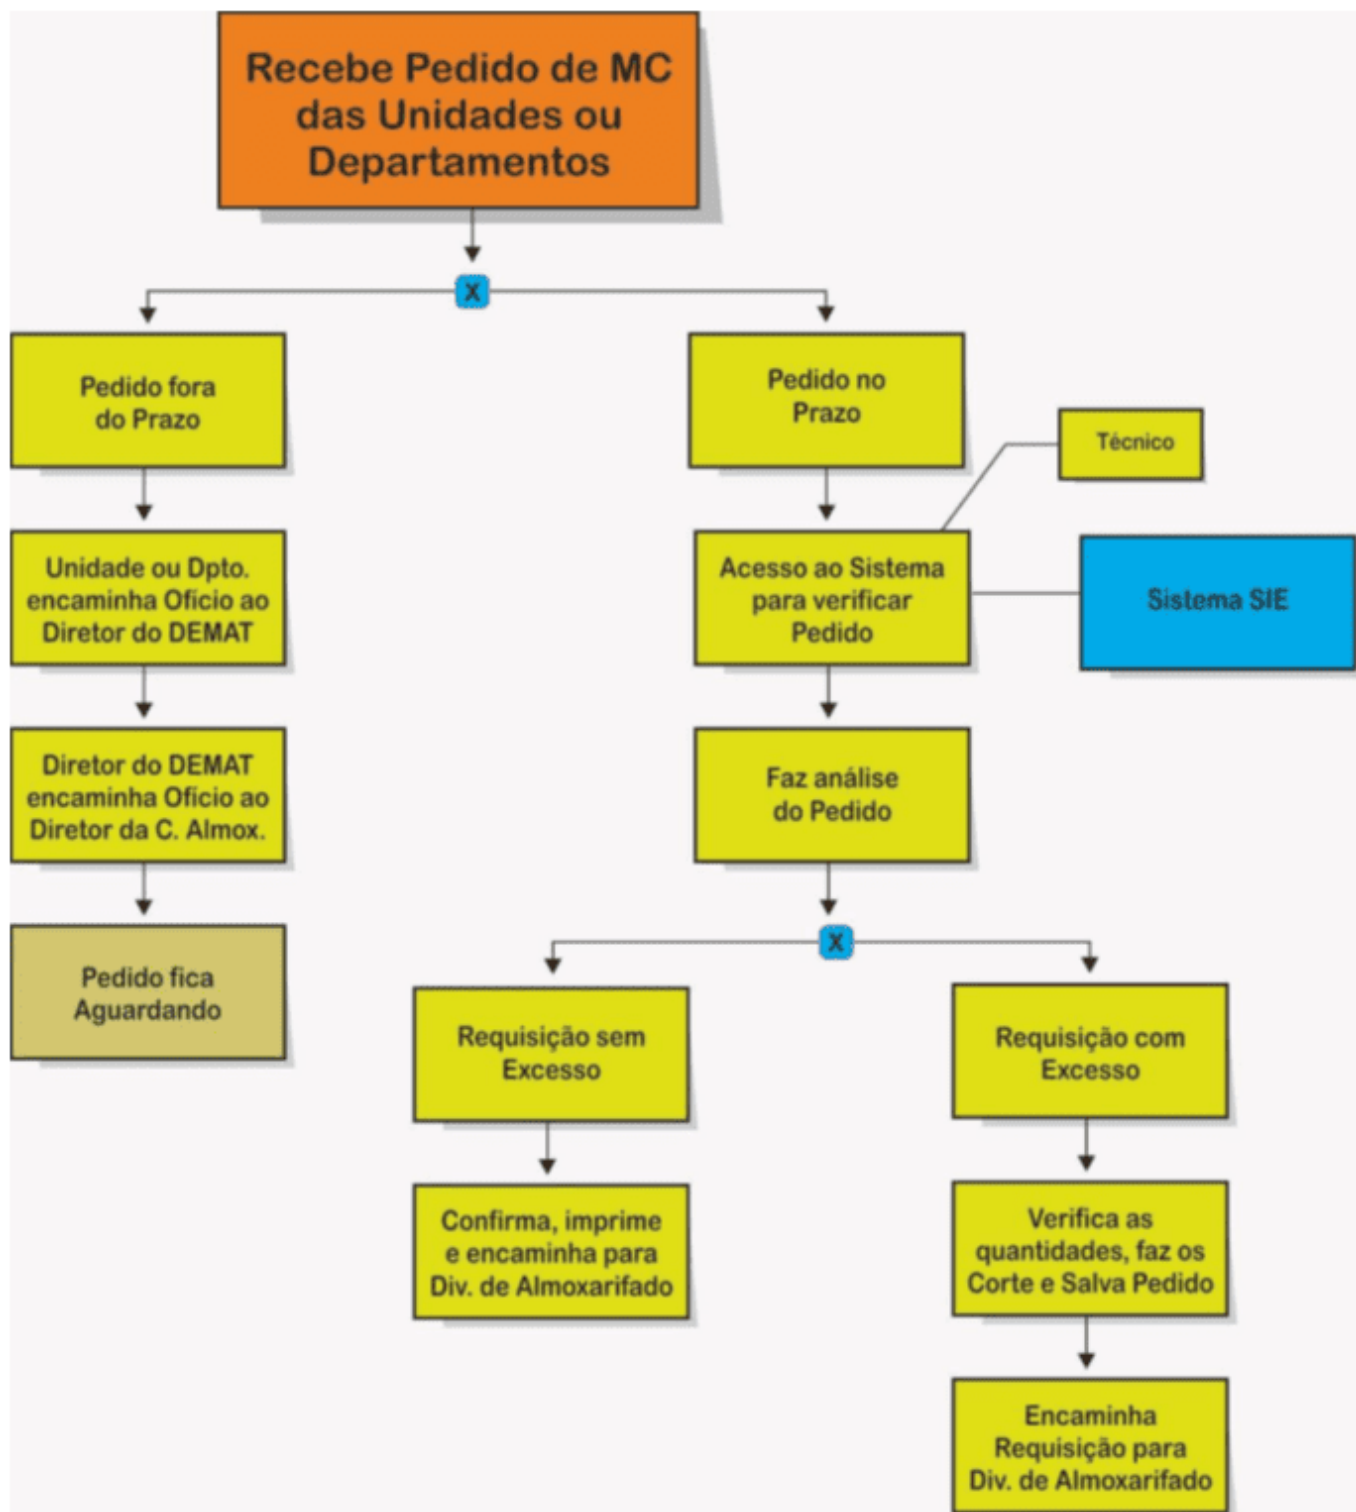 Recebe Pedido de MC
das Unidades ou
Departamentos
X
Pedido fora
do Prazo
Pedido no
Prazo
Técnico
Unidade ou Dpto.
encaminha Ofício ao
Diretor do DEMAT
Acesso ao Sistema
para verificar
Pedido
Sistema SIE
Diretor do DEMAT
encaminha Ofício ao
Diretor da C. Almox.
Faz análise
do Pedido
Pedido fica
Aguardando
X
Requisição sem
Excesso
Requisição com
Excesso
Confirma, imprime
e encaminha para
Div. de Almoxarifado
Verifica as
quantidades, faz os
Corte e Salva Pedido
Encaminha
Requisição para
Div. de Almoxarifado